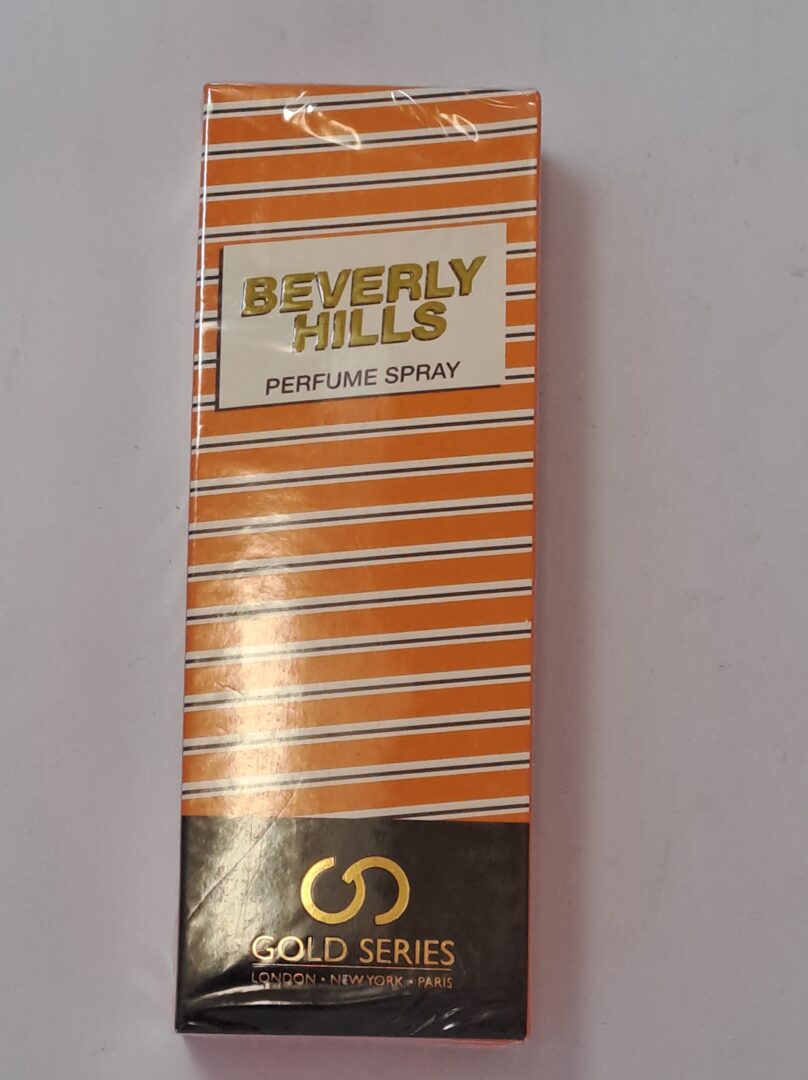 BEVERLY
HILLS
PERFUME SPRAY
GOLD SERIES
LONDON • NEW YORK • PARIS